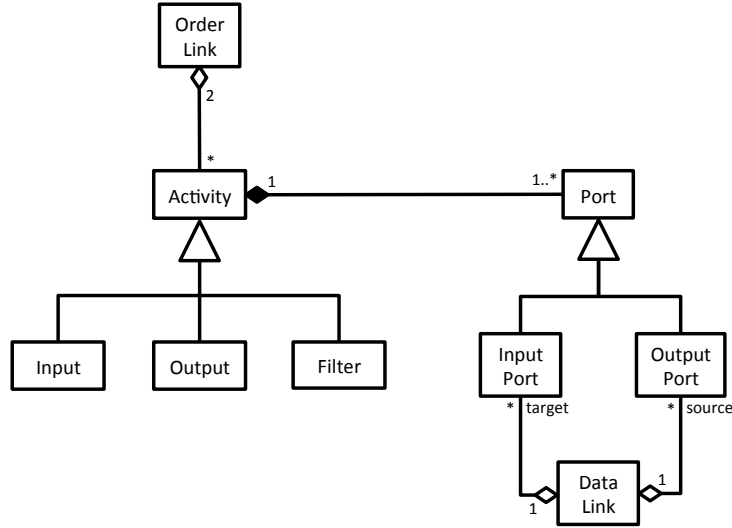 Order
Link
2
*
Activity
1
1..*
Port
Input
Output
Filter
Input
Port
Output
Port
* target
* source
1
Data
Link
1